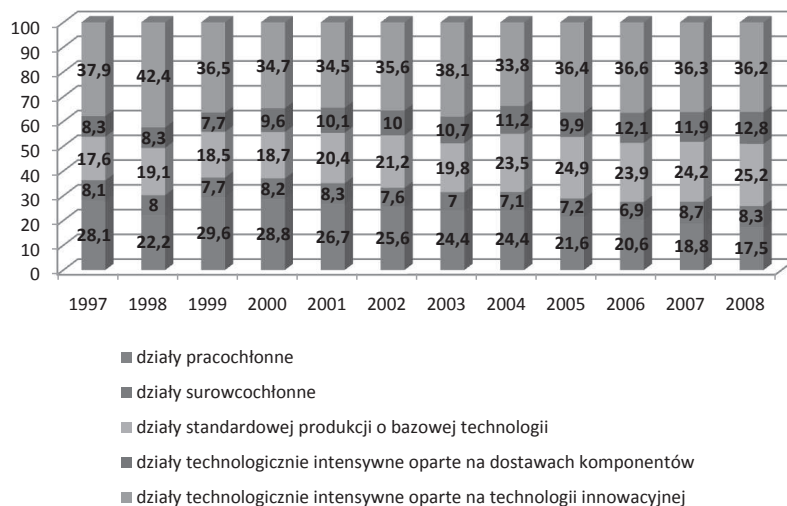 100
90
80
70
60
50
40
30
20
10
0
37,9 42,4 36,5 34,7 34,5 35,6 38,1 33,8 36,4 36,6 36,3 36,2
8,3 8,3 7,7 9,6 10,1 10 10,7 11,2 9,9 12,1 11,9 12,8
17,6 19,1 18,5 18,7 20,4 21,2 19,8 23,5 24,9 23,9 24,2 25,2
8,1 8 7,7 8,2 8,3 7,6 7 7,1 7,2 6,9 8,7 8,3
28,1 22,2 29,6 28,8 26,7 25,6 24,4 24,4 21,6 20,6 18,8 17,5
1997 1998 1999 2000 2001 2002 2003 2004 2005 2006 2007 2008
działy pracochłonne
działy surowcochłonne
działy standardowej produkcji o bazowej technologii
działy technologicznie intensywne oparte na dostawach komponentów
działy technologicznie intensywne oparte na technologii innowacyjnej